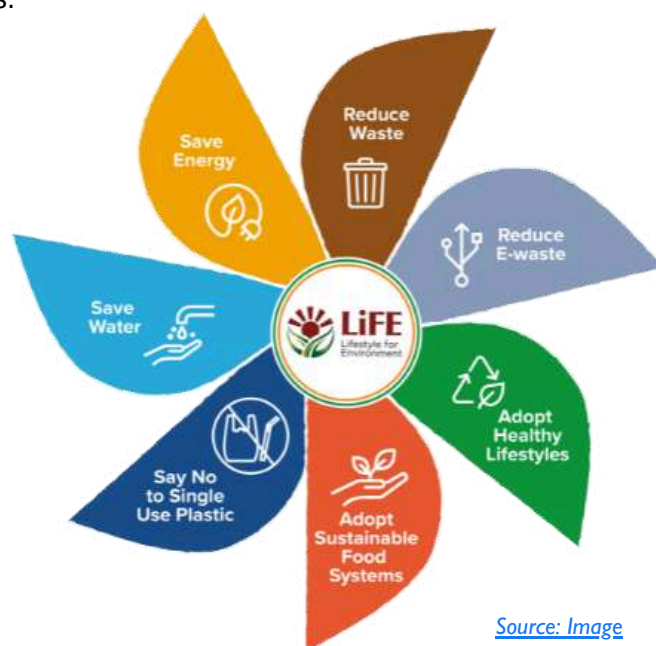 s.
Reduce
Waste
Save
Energy
Reduce
E-waste
Save
Water
LiFE
Lifestyle for
Environment
Adopt
Healthy
Lifestyles
Say No
to Single
Use Plastic
Adopt
Sustainable
Food
Systems
Source: Image